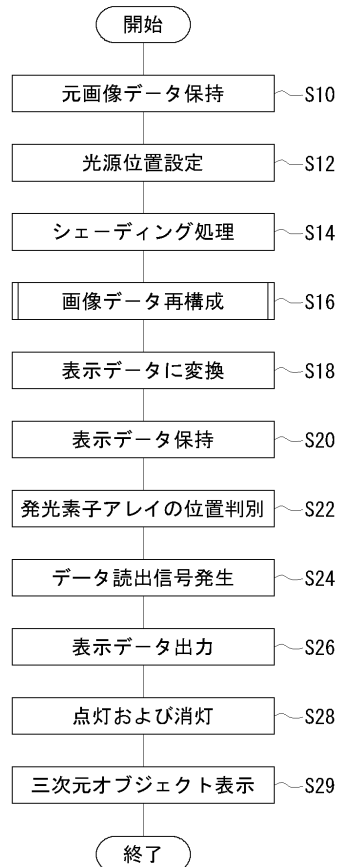 開始
元画像データ保持 S10
光源位置設定 S12
シェーディング処理 S14
画像データ再構成 S16
表示データに変換 S18
表示データ保持 S20
発光素子アレイの位置判別 S22
データ読出信号発生 S24
表示データ出力 S26
点灯および消灯 S28
三次元オブジェクト表示 S29
終了